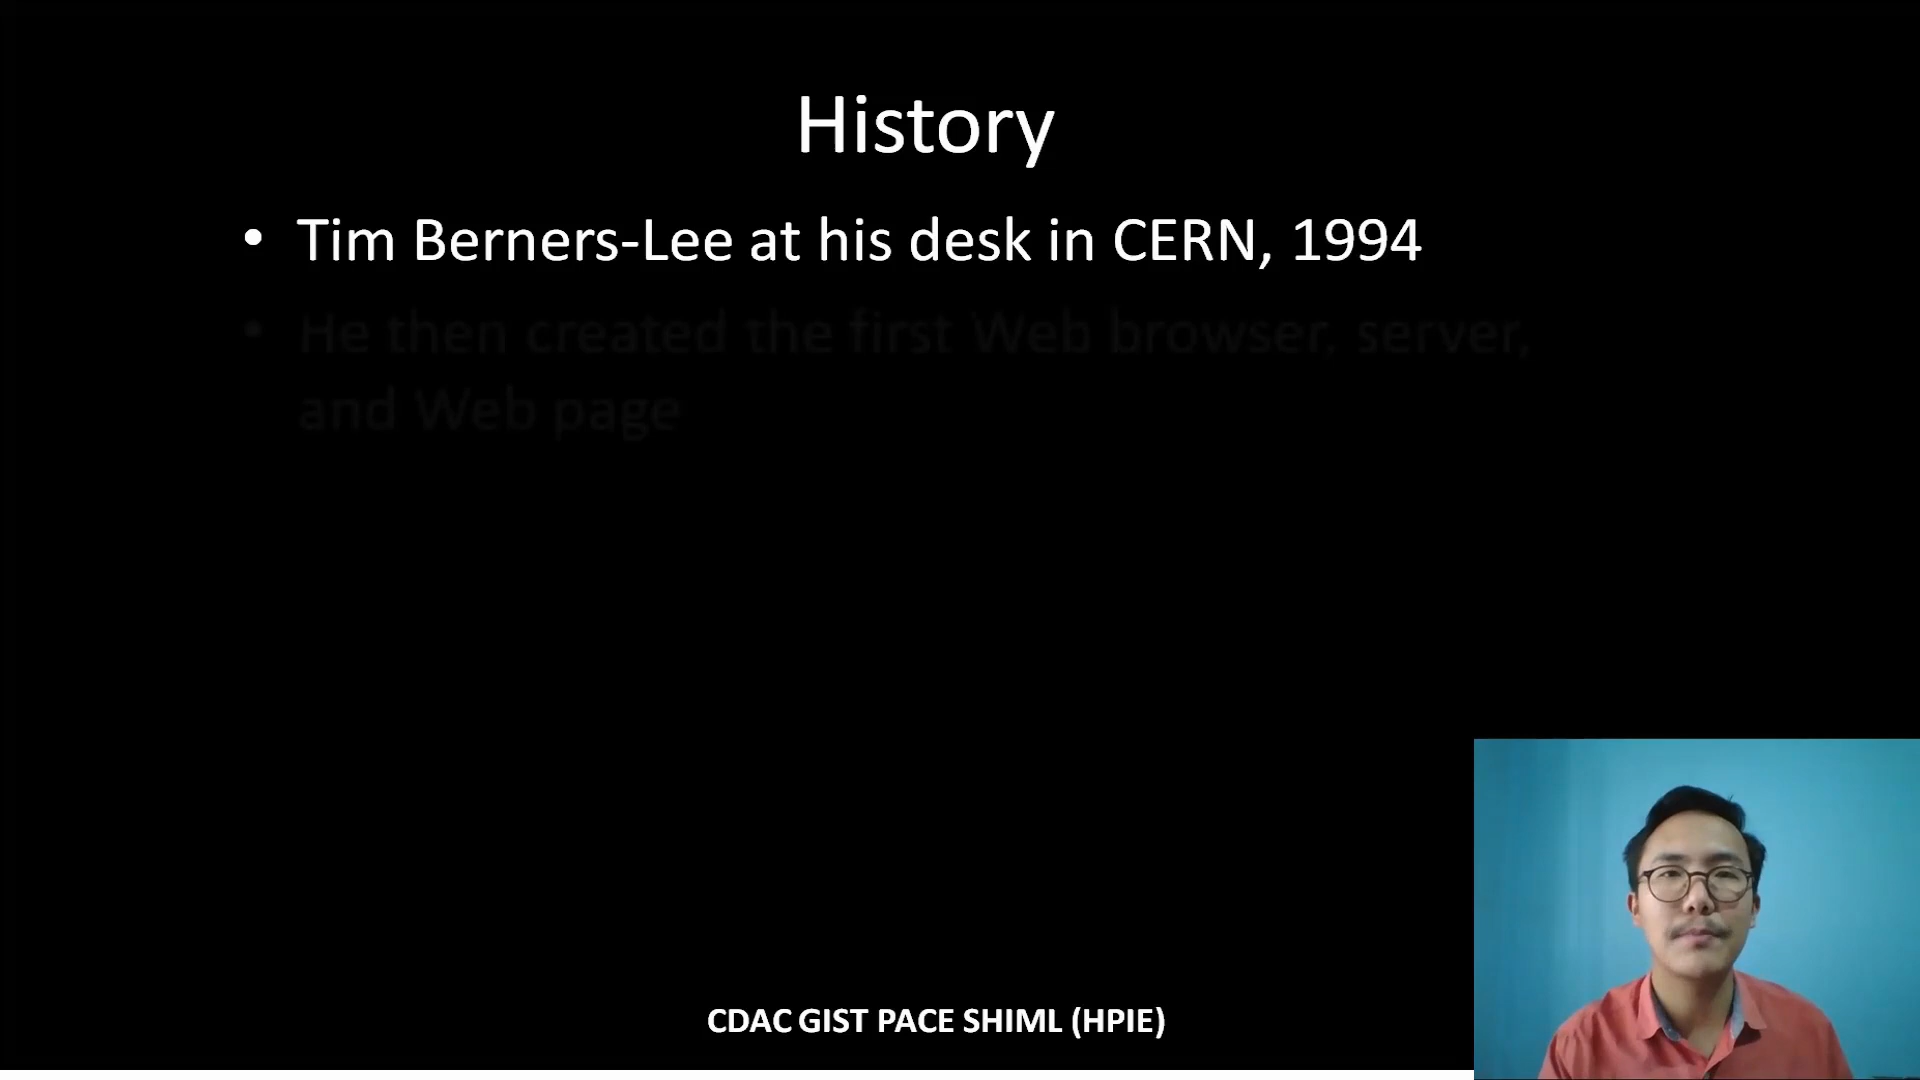 History
• Tim Berners-Lee at his desk in CERN, 1994
• He then created the first Web browser, server,
and Web page
CDAC GIST PACE SHIML (HPIE)